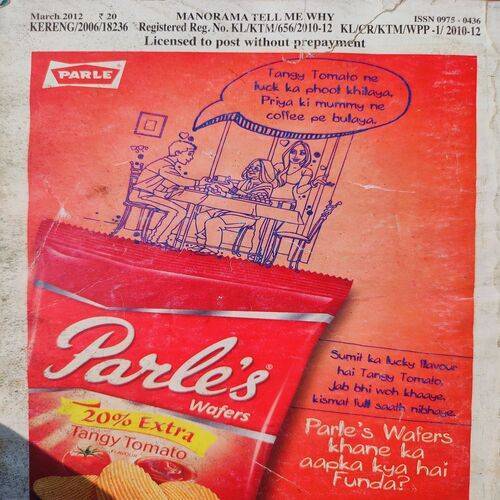 March 2012 ₹ 20 MANORAMA TELL ME WHY ISSN 0975 - 0436
KERENG/2006/18236 Registered Reg. No. KL/KTM/656/2010-12 KL/CR/KTM/WPP -1/ 2010-12
Licensed to post without prepayment
PARLE
Tangy Tomato ne
luck ka phool khilaya,
Priya ki mummy ne
coffee pe bulaya.
Parle's
Wafers
20% Extra
Tangy Tomato
FLAVOUR
Sumit ka lucky flavour
hai Tangy Tomato,
Jab bhi woh khaaye,
kismat full saath nibhaye.
Parle's Wafers
khane ka
aapka kya hai
Funda?